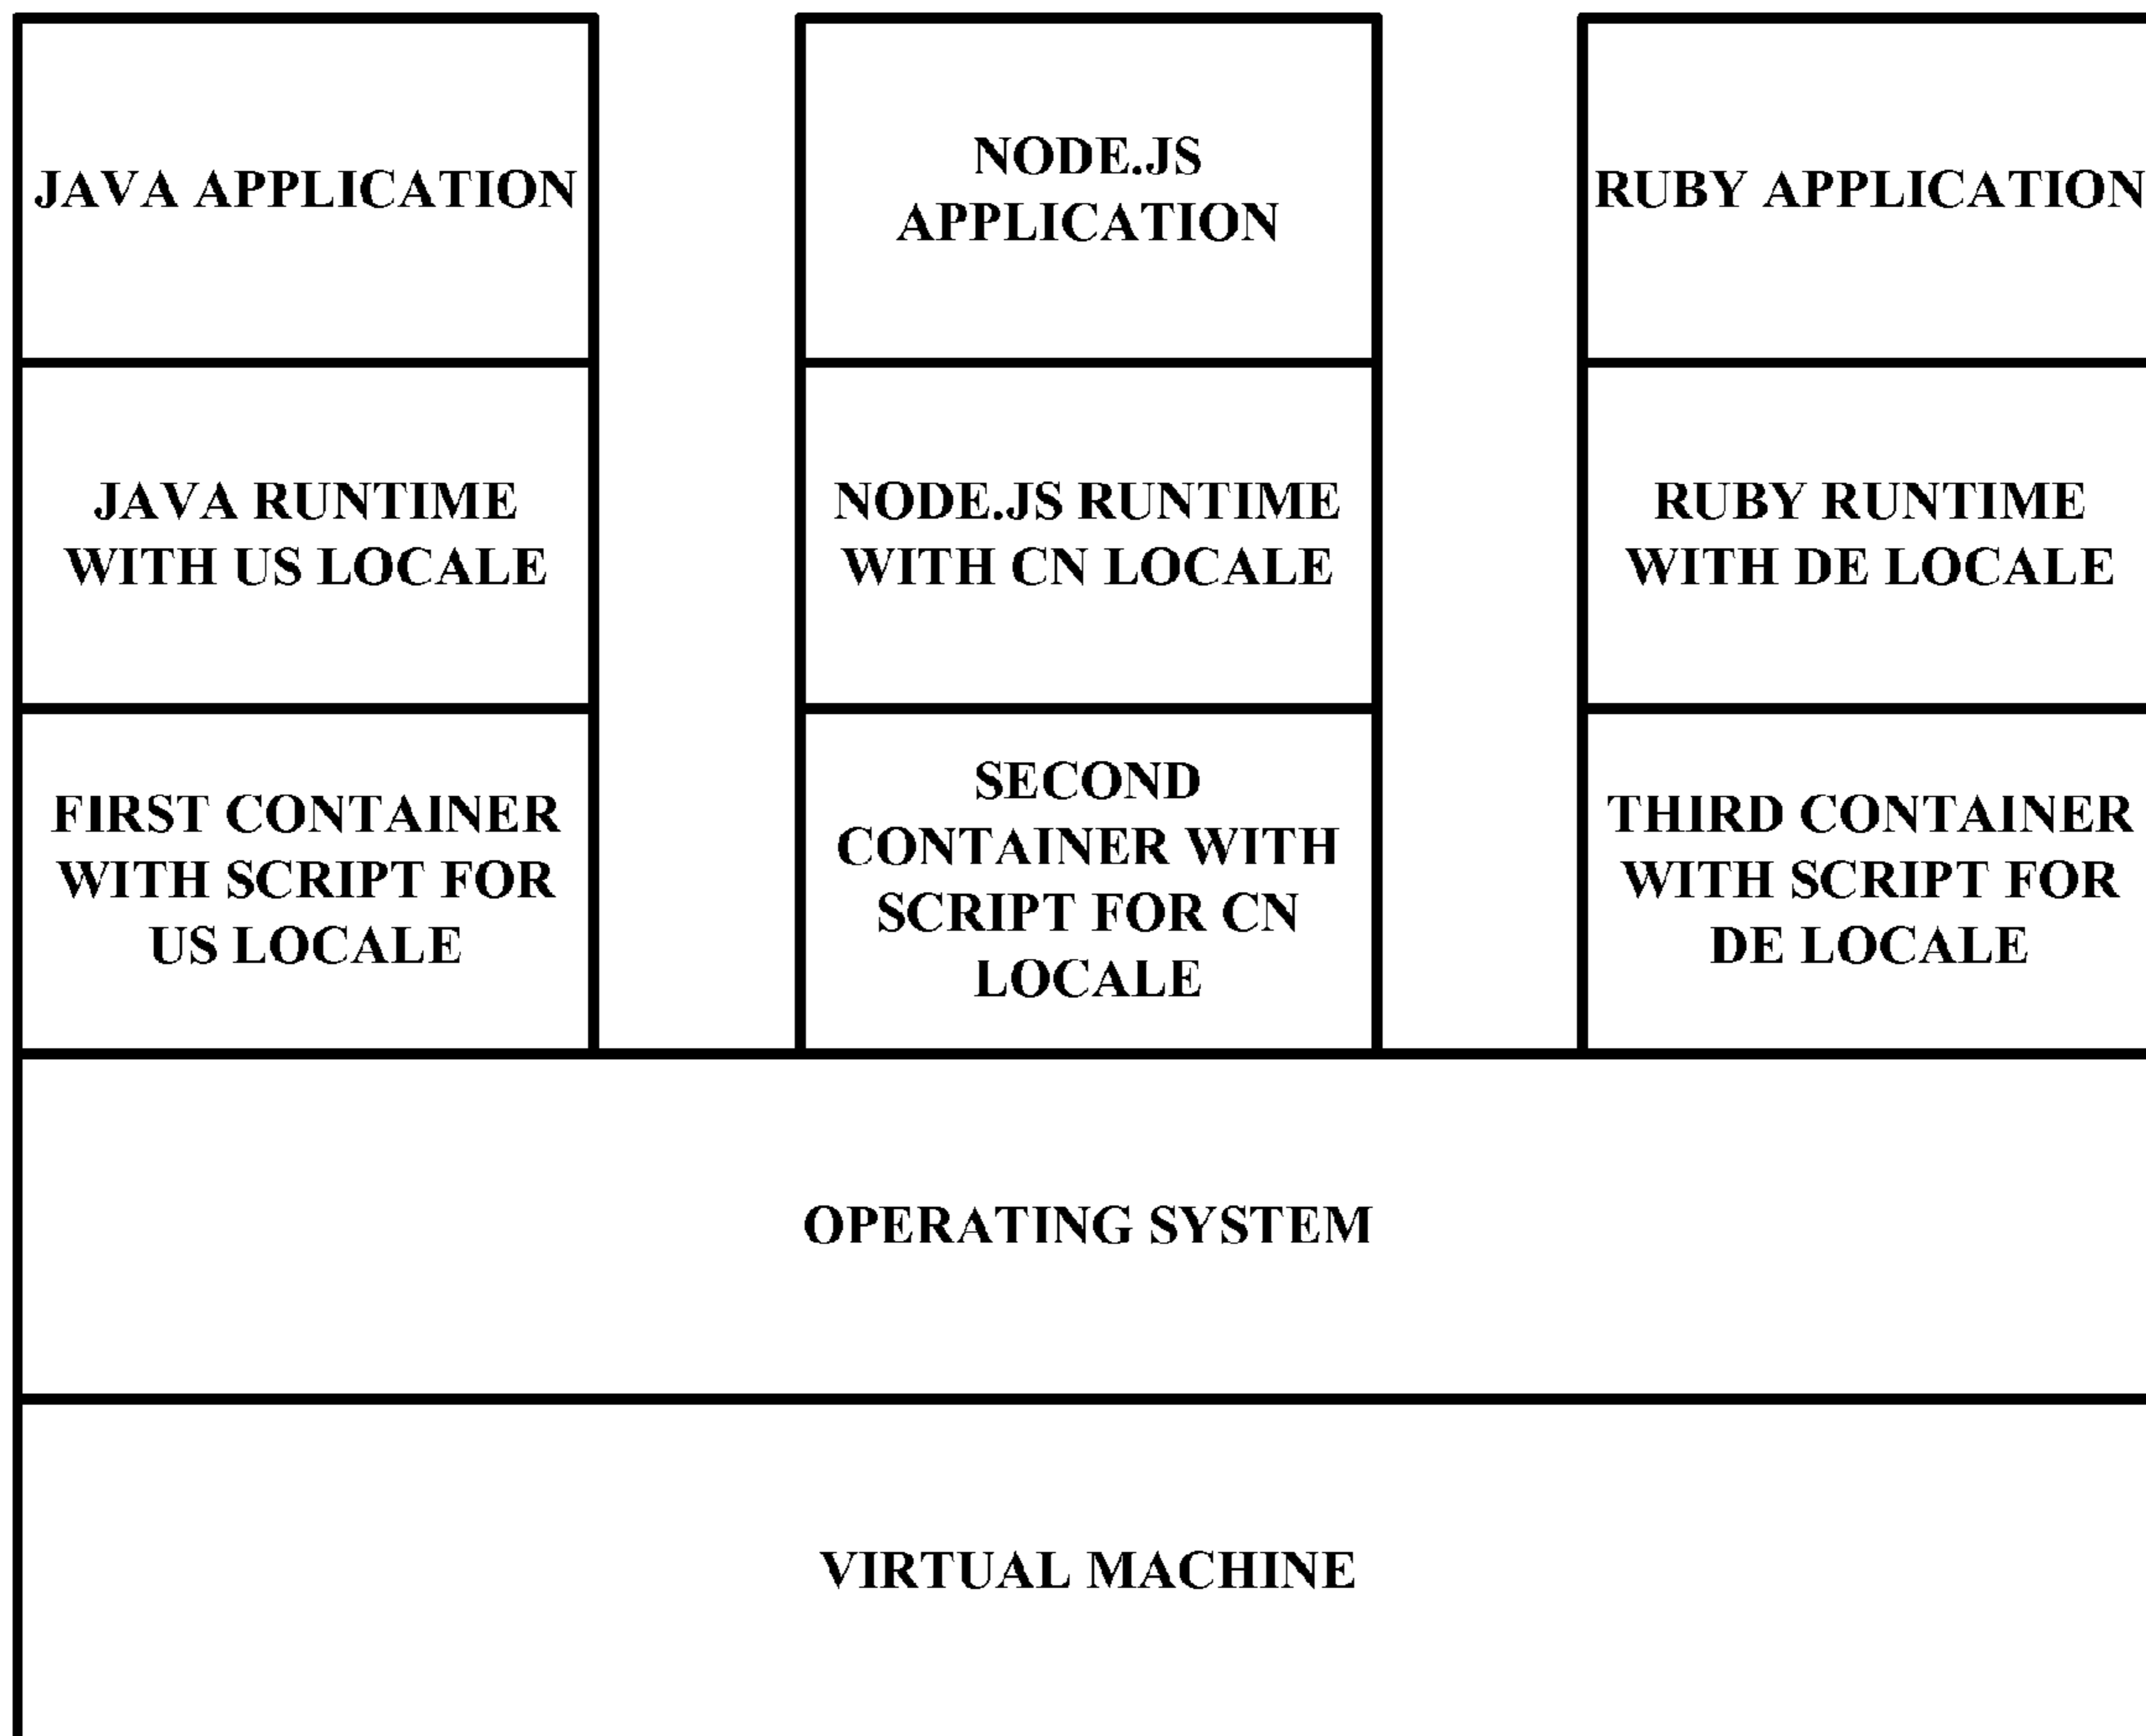 JAVA APPLICATION
NODE.JS
APPLICATION
RUBY APPLICATION
JAVA RUNTIME
WITH US LOCALE
NODE.JS RUNTIME
WITH CN LOCALE
RUBY RUNTIME
WITH DE LOCALE
FIRST CONTAINER
WITH SCRIPT FOR
US LOCALE
SECOND
CONTAINER WITH
SCRIPT FOR CN
LOCALE
THIRD CONTAINER
WITH SCRIPT FOR
DE LOCALE
OPERATING SYSTEM
VIRTUAL MACHINE